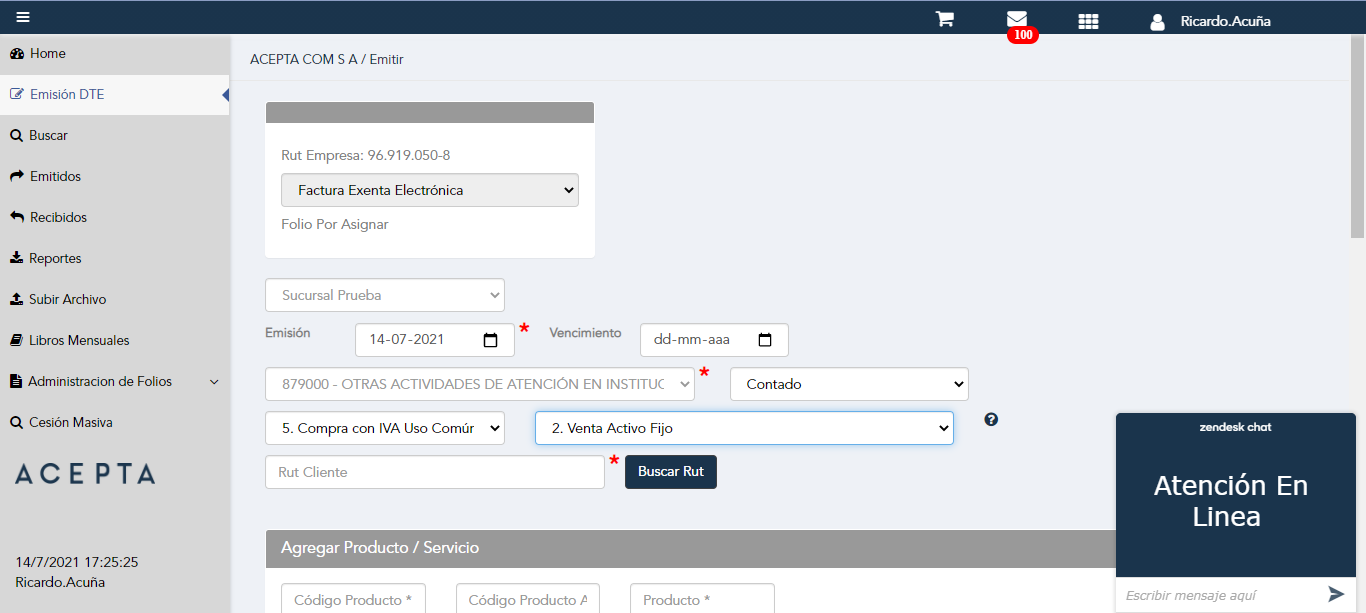 100
Ricardo.Acuña
Home
Emisión DTE
Buscar
Emitidos
Recibidos
Reportes
Subir Archivo
Libros Mensuales
Administracion de Folios
Cesión Masiva
ACEPTA
14/7/2021 17:25:25
Ricardo.Acuña
ACEPTA COM S A / Emitir
Rut Empresa: 96.919.050-8
Factura Exenta Electrónica
Folio Por Asignar
Sucursal Prueba
Emisión 14-07-2021 * Vencimiento dd-mm-aaa
879000 - OTRAS ACTIVIDADES DE ATENCIÓN EN INSTITUC * Contado
5. Compra con IVA Uso Comúr 2. Venta Activo Fijo ?
Rut Cliente * Buscar Rut
Agregar Producto / Servicio
Código Producto * Código Producto A Producto *
zendesk chat
Atención En
Linea
Escribir mensaje aquí